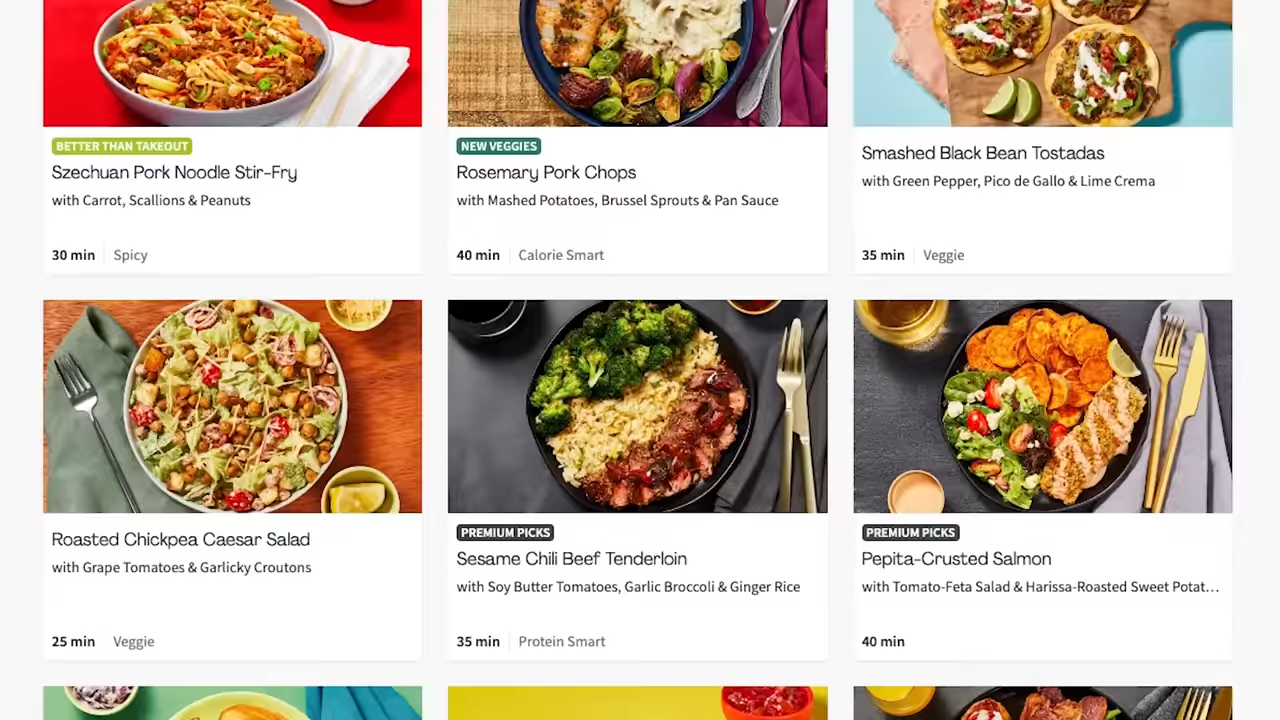 BETTER THAN TAKEOUT
Szechuan Pork Noodle Stir-Fry
with Carrot, Scallions & Peanuts
30 min Spicy
NEW VEGGIES
Rosemary Pork Chops
with Mashed Potatoes, Brussel Sprouts & Pan Sauce
40 min Calorie Smart
Smashed Black Bean Tostadas
with Green Pepper, Pico de Gallo & Lime Crema
35 min Veggie
Roasted Chickpea Caesar Salad
with Grape Tomatoes & Garlicky Croutons
25 min Veggie
PREMIUM PICKS
Sesame Chili Beef Tenderloin
with Soy Butter Tomatoes, Garlic Broccoli & Ginger Rice
35 min Protein Smart
PREMIUM PICKS
Pepita-Crusted Salmon
with Tomato-Feta Salad & Harissa-Roasted Sweet Potat...
40 min